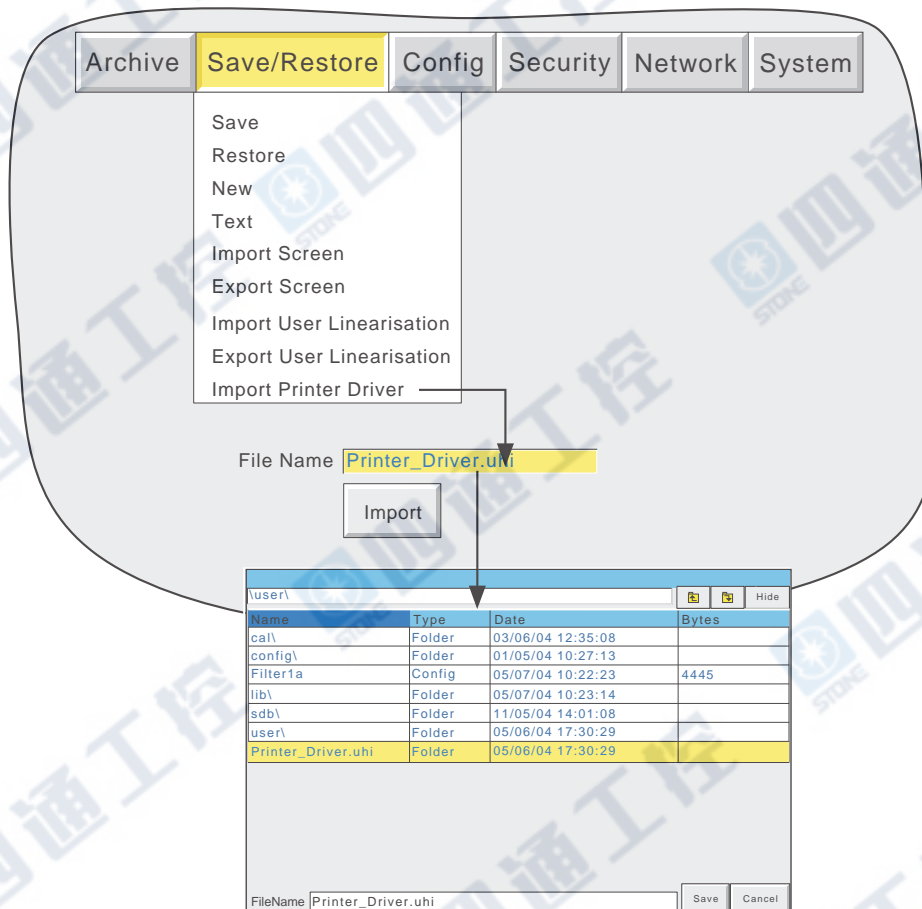 Archive Save/Restore Config Security Network System
Save
Restore
New
Text
Import Screen
Export Screen
Import User Linearisation
Export User Linearisation
Import Printer Driver
File Name Printer_Driver.uhi
Import
\user\ Hide
Name Type Date Bytes
cal\ Folder 03/06/04 12:35:08
config\ Folder 01/05/04 10:27:13
Filter1a Config 05/07/04 10:22:23 4445
lib\ Folder 05/07/04 10:23:14
sdb\ Folder 11/05/04 14:01:08
user\ Folder 05/06/04 17:30:29
Printer_Driver.uhi Folder 05/06/04 17:30:29
FileName Printer_Driver.uhi Save Cancel
四通工控
STONE